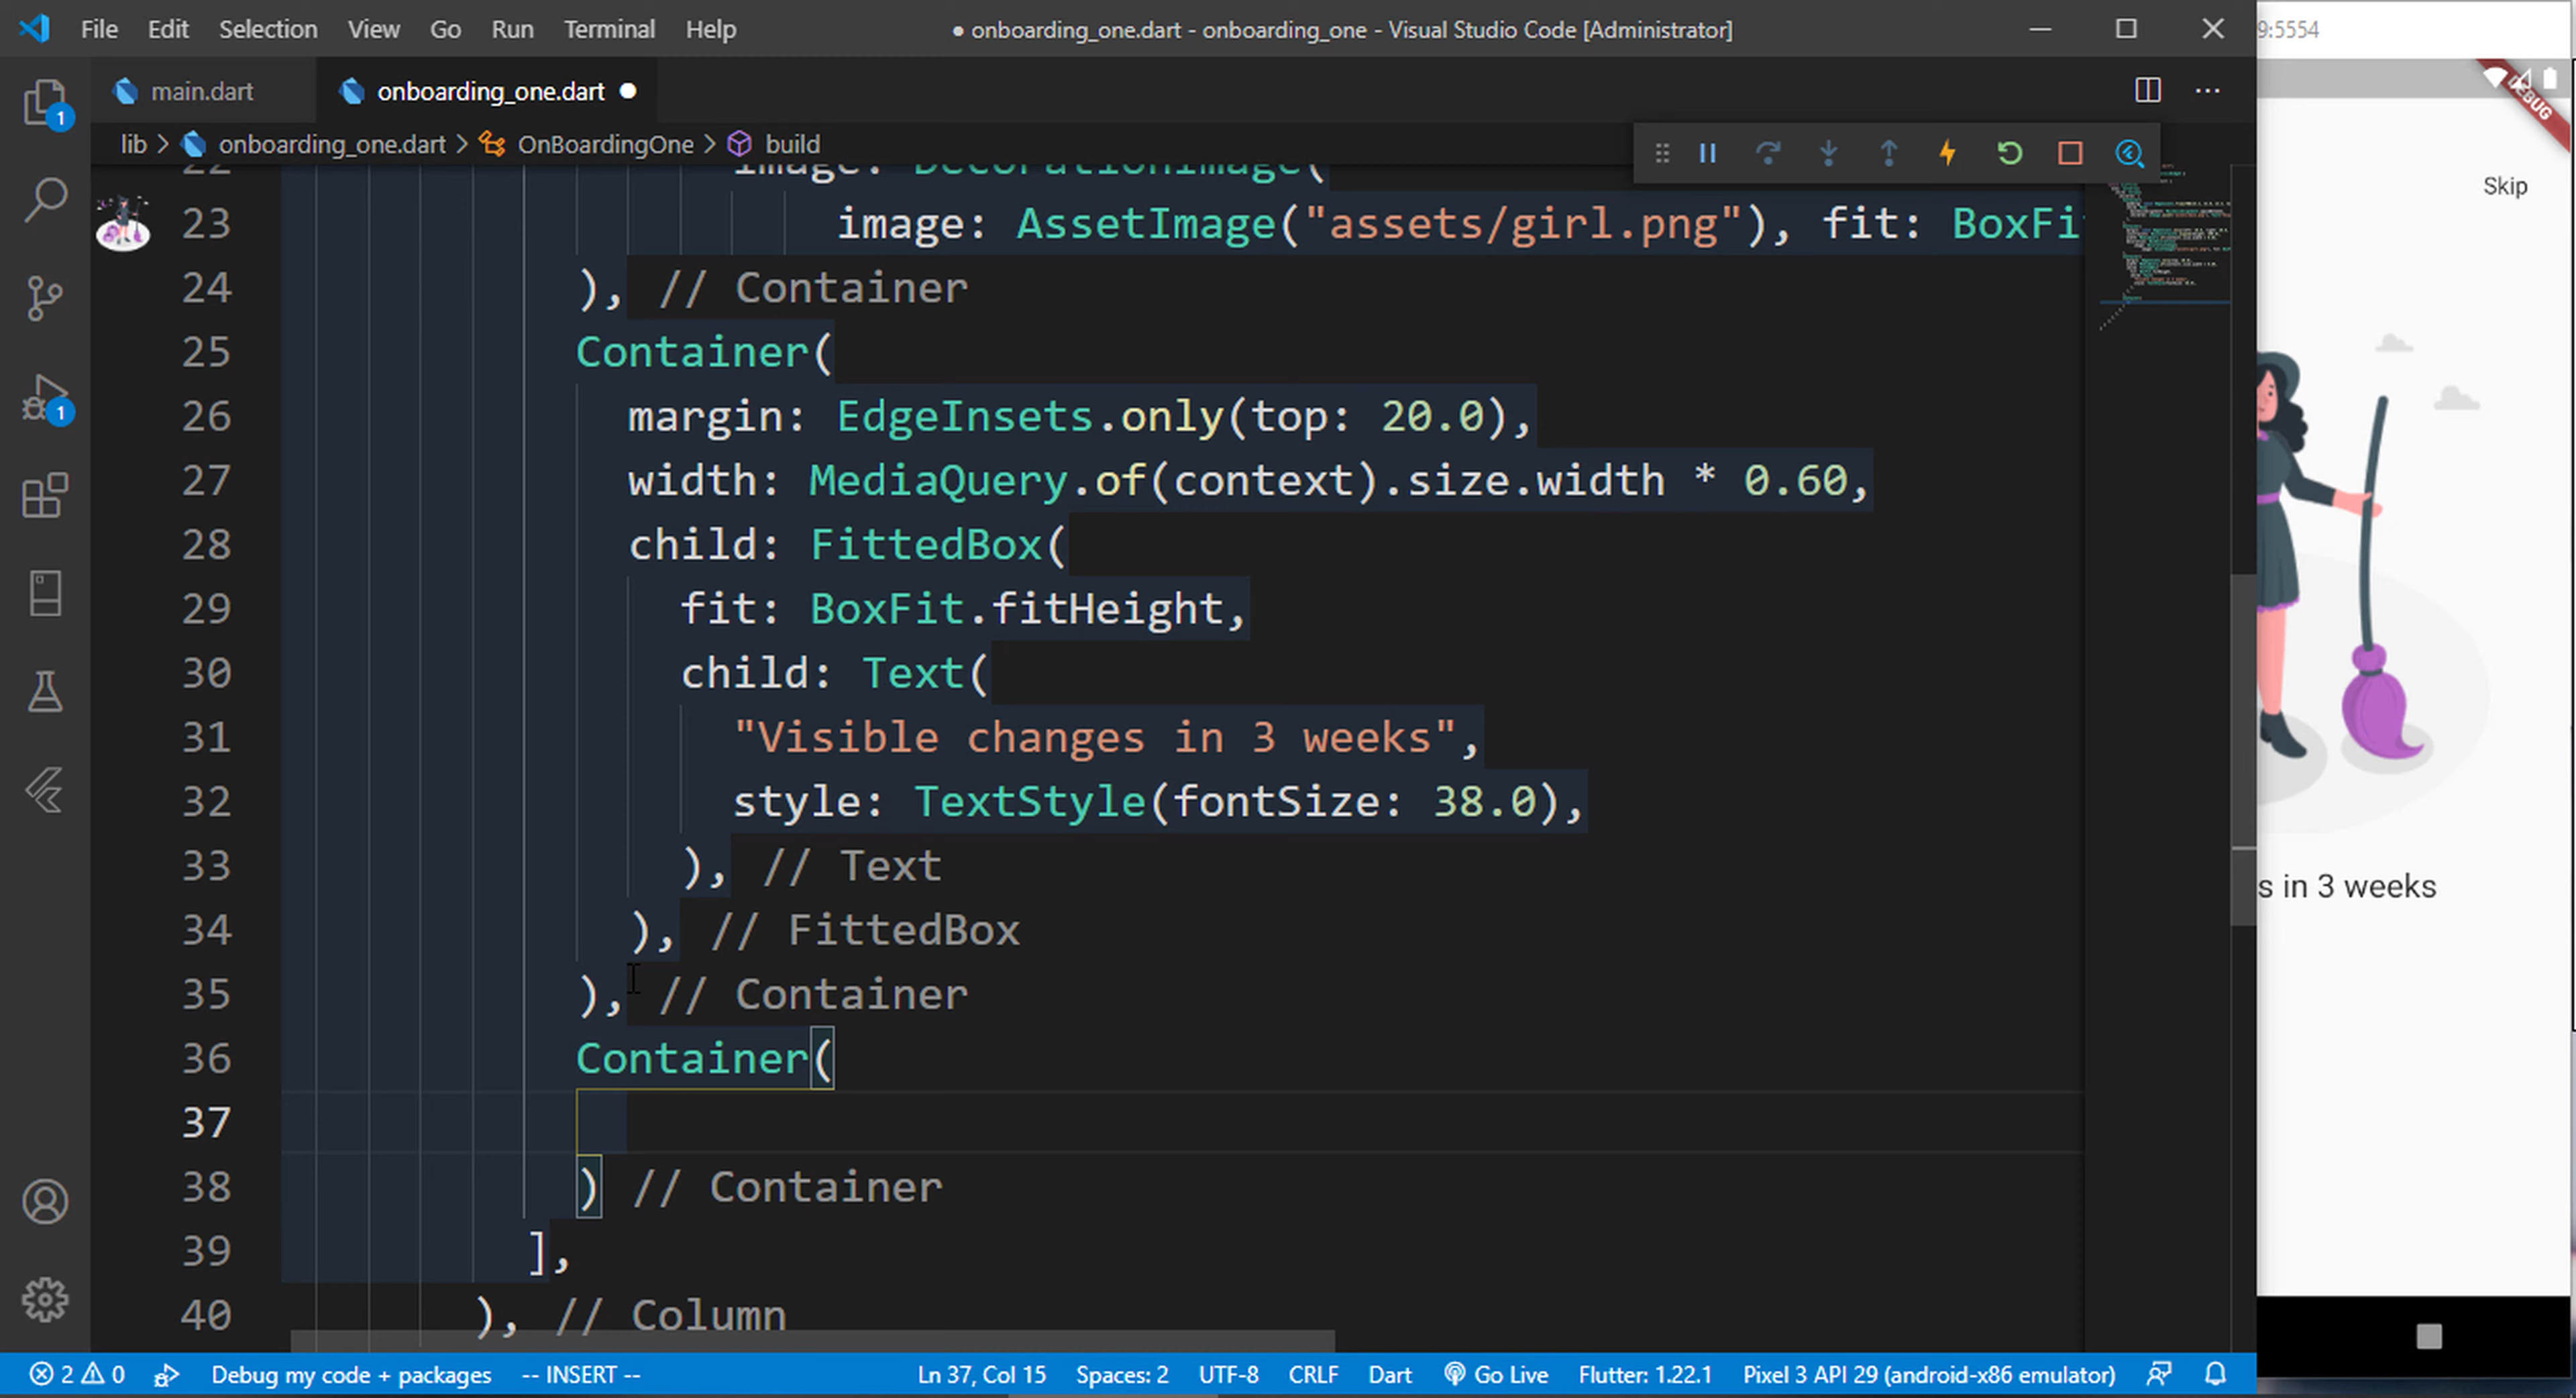 File Edit Selection View Go Run Terminal Help
● onboarding_one.dart - onboarding_one - Visual Studio Code [Administrator]
9:5554
main.dart
onboarding_one.dart
lib > onboarding_one.dart > OnBoardingOne > build
DEBUG
Skip
22 image: DecorationImage(
23 image: AssetImage("assets/girl.png"), fit: BoxFi
24 ), // Container
25 Container(
26 margin: EdgeInsets.only(top: 20.0),
27 width: MediaQuery.of(context).size.width * 0.60,
28 child: FittedBox(
29 fit: BoxFit.fitHeight,
30 child: Text(
31 "Visible changes in 3 weeks",
32 style: TextStyle(fontSize: 38.0),
33 ), // Text
34 ), // FittedBox
35 ), // Container
36 Container(
37
38 ) // Container
39 ],
40 ), // Column
s in 3 weeks
1
1
2 0 Debug my code + packages -- INSERT -- Ln 37, Col 15 Spaces: 2 UTF-8 CRLF Dart Go Live Flutter: 1.22.1 Pixel 3 API 29 (android-x86 emulator)